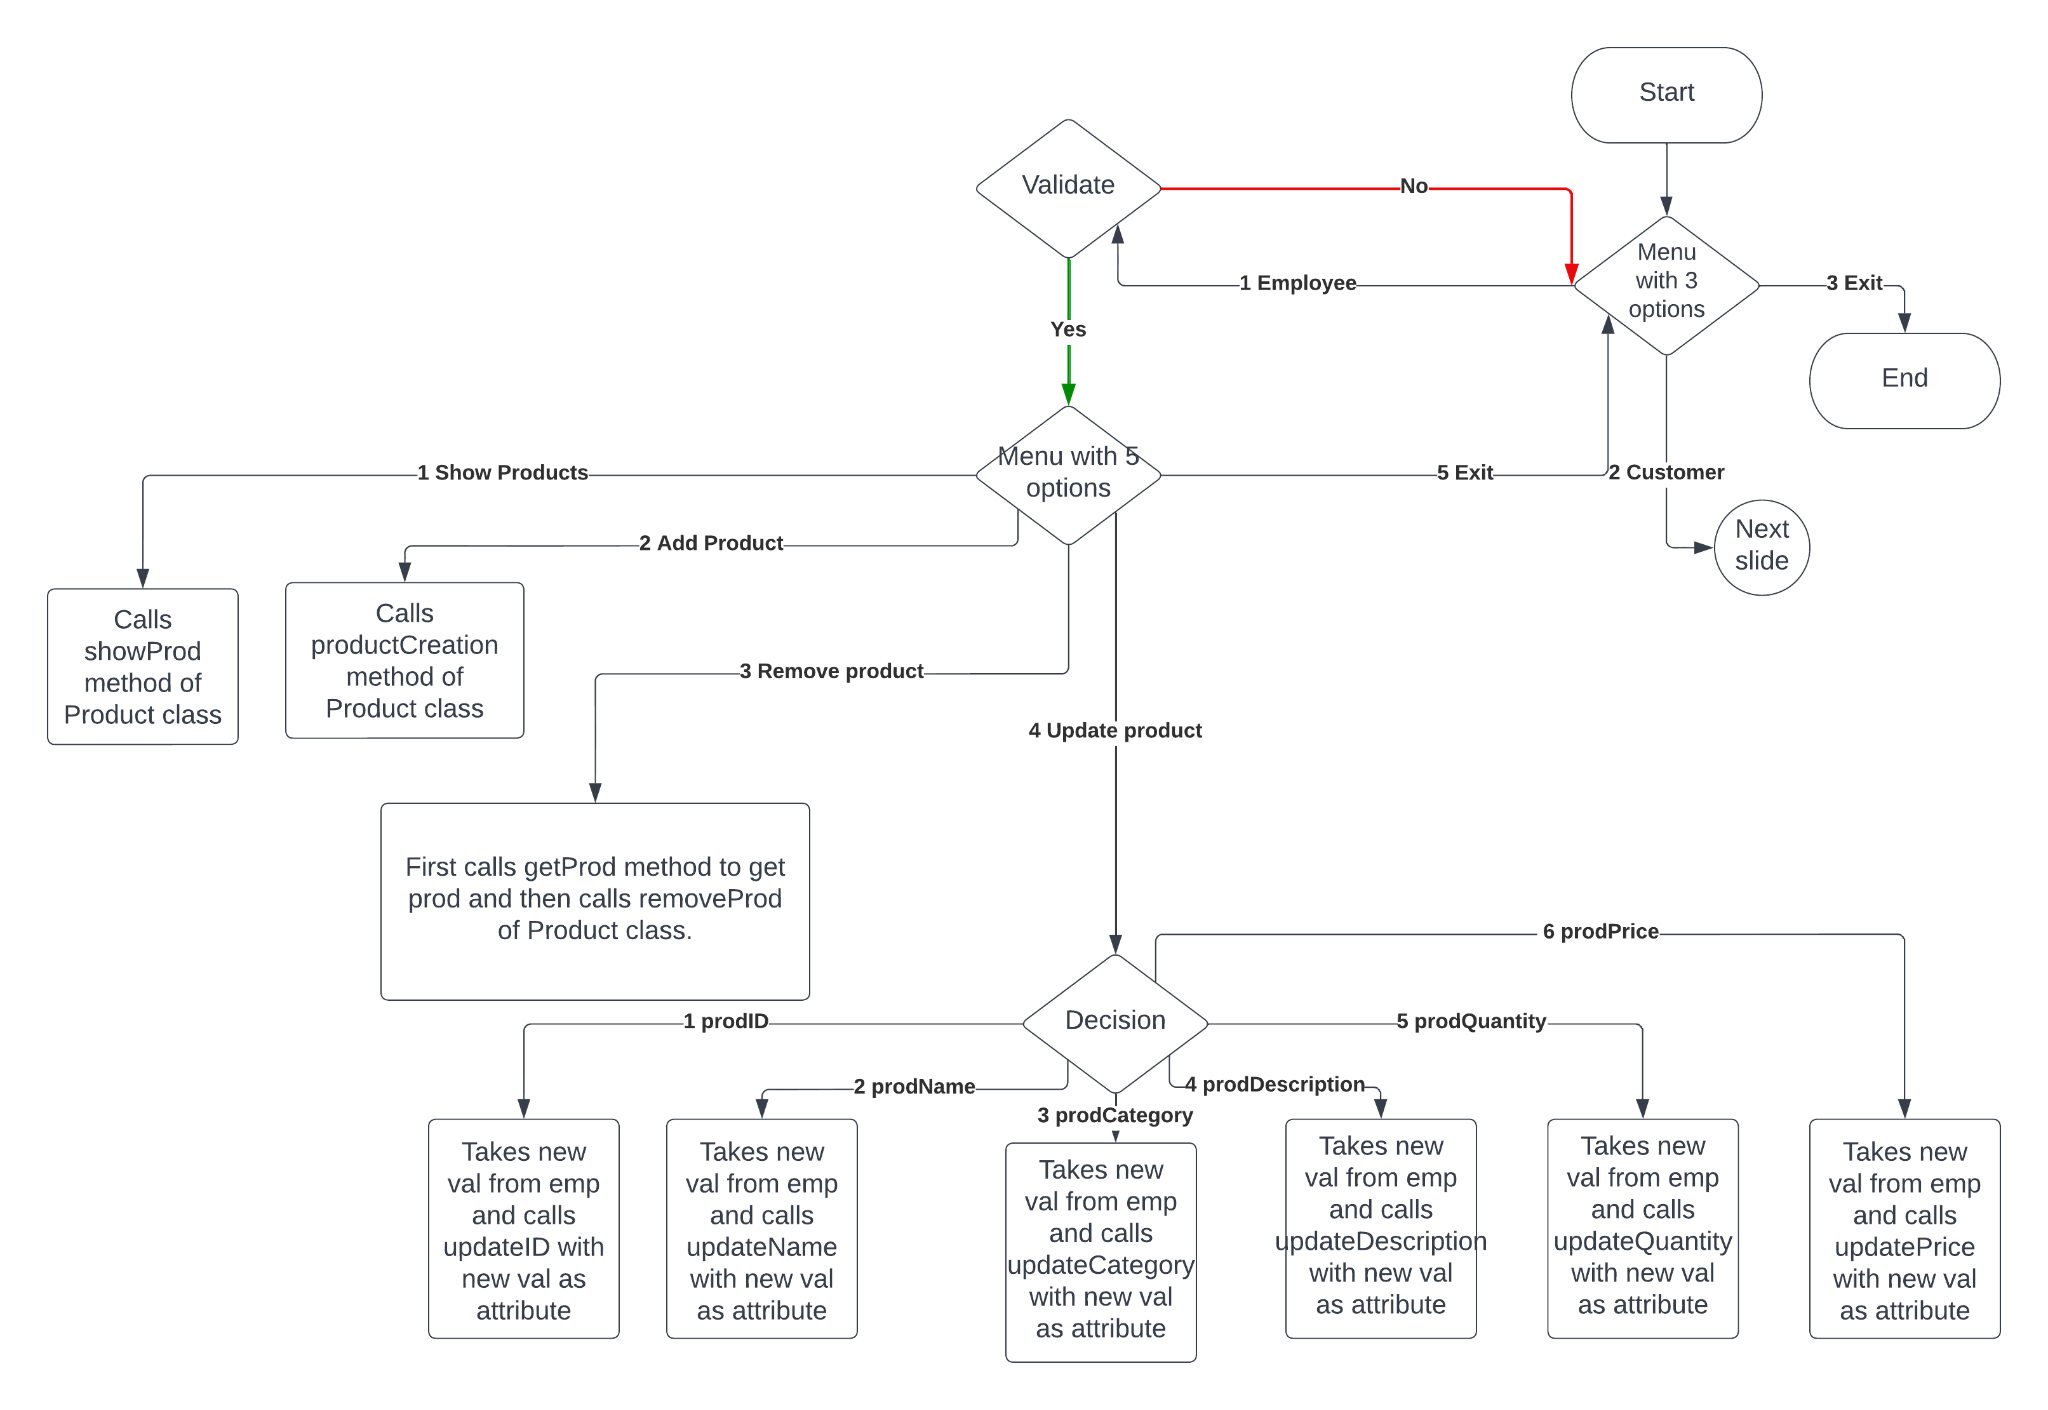 Start
Validate
No
Menu
with 3
options
1 Employee
3 Exit
Yes
End
Menu with 5
options
1 Show Products
5 Exit
2 Customer
Next
slide
2 Add Product
Calls
showProd
method of
Product class
Calls
productCreation
method of
Product class
3 Remove product
4 Update product
First calls getProd method to get
prod and then calls removeProd
of Product class.
6 prodPrice
Decision
1 prodID
5 prodQuantity
2 prodName
4 prodDescription
3 prodCategory
Takes new
val from emp
and calls
updateID with
new val as
attribute
Takes new
val from emp
and calls
updateName
with new val
as attribute
Takes new
val from emp
and calls
updateCategory
with new val
as attribute
Takes new
val from emp
and calls
updateDescription
with new val
as attribute
Takes new
val from emp
and calls
updateQuantity
with new val
as attribute
Takes new
val from emp
and calls
updatePrice
with new val
as attribute